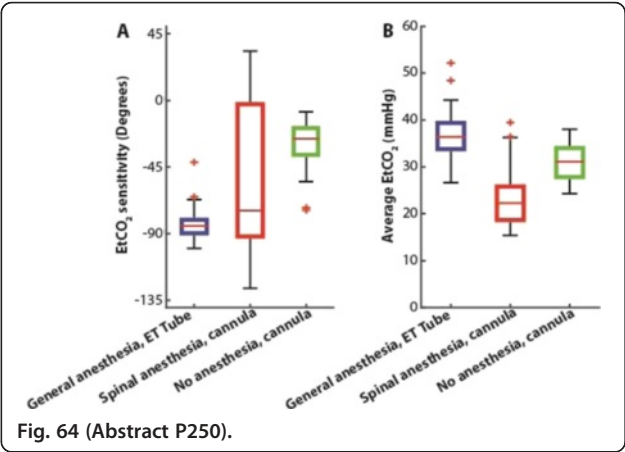 A
45
0
-45
-90
-135
EtCO₂ sensitivity (Degrees)
General anesthesia, ET Tube
Spinal anesthesia, cannula
No anesthesia, cannula
B
60
50
40
30
20
10
0
Average EtCO₂ (mmHg)
General anesthesia, ET Tube
Spinal anesthesia, cannula
No anesthesia, cannula
Fig. 64 (Abstract P250).